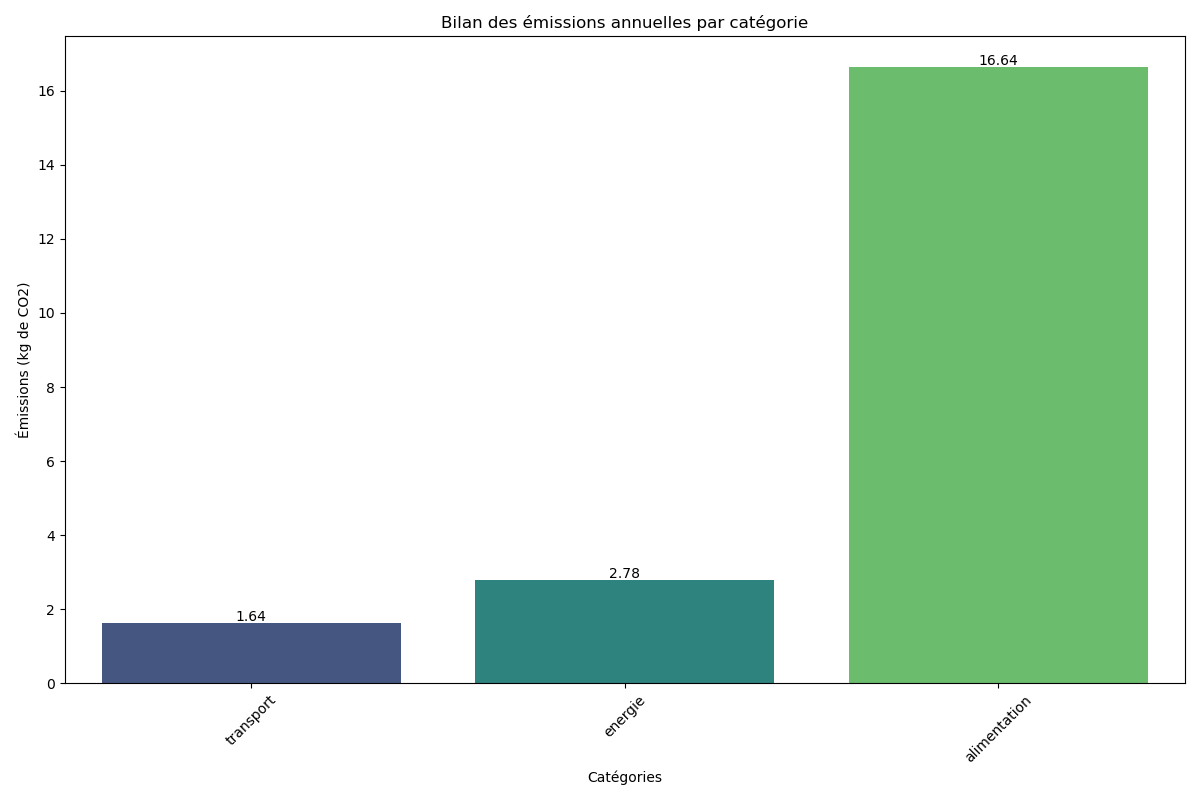 Bilan des émissions annuelles par catégorie
Émissions (kg de CO2)
16
14
12
10
8
6
4
2
0
1.64
2.78
16.64
transport
energie
alimentation
Catégories